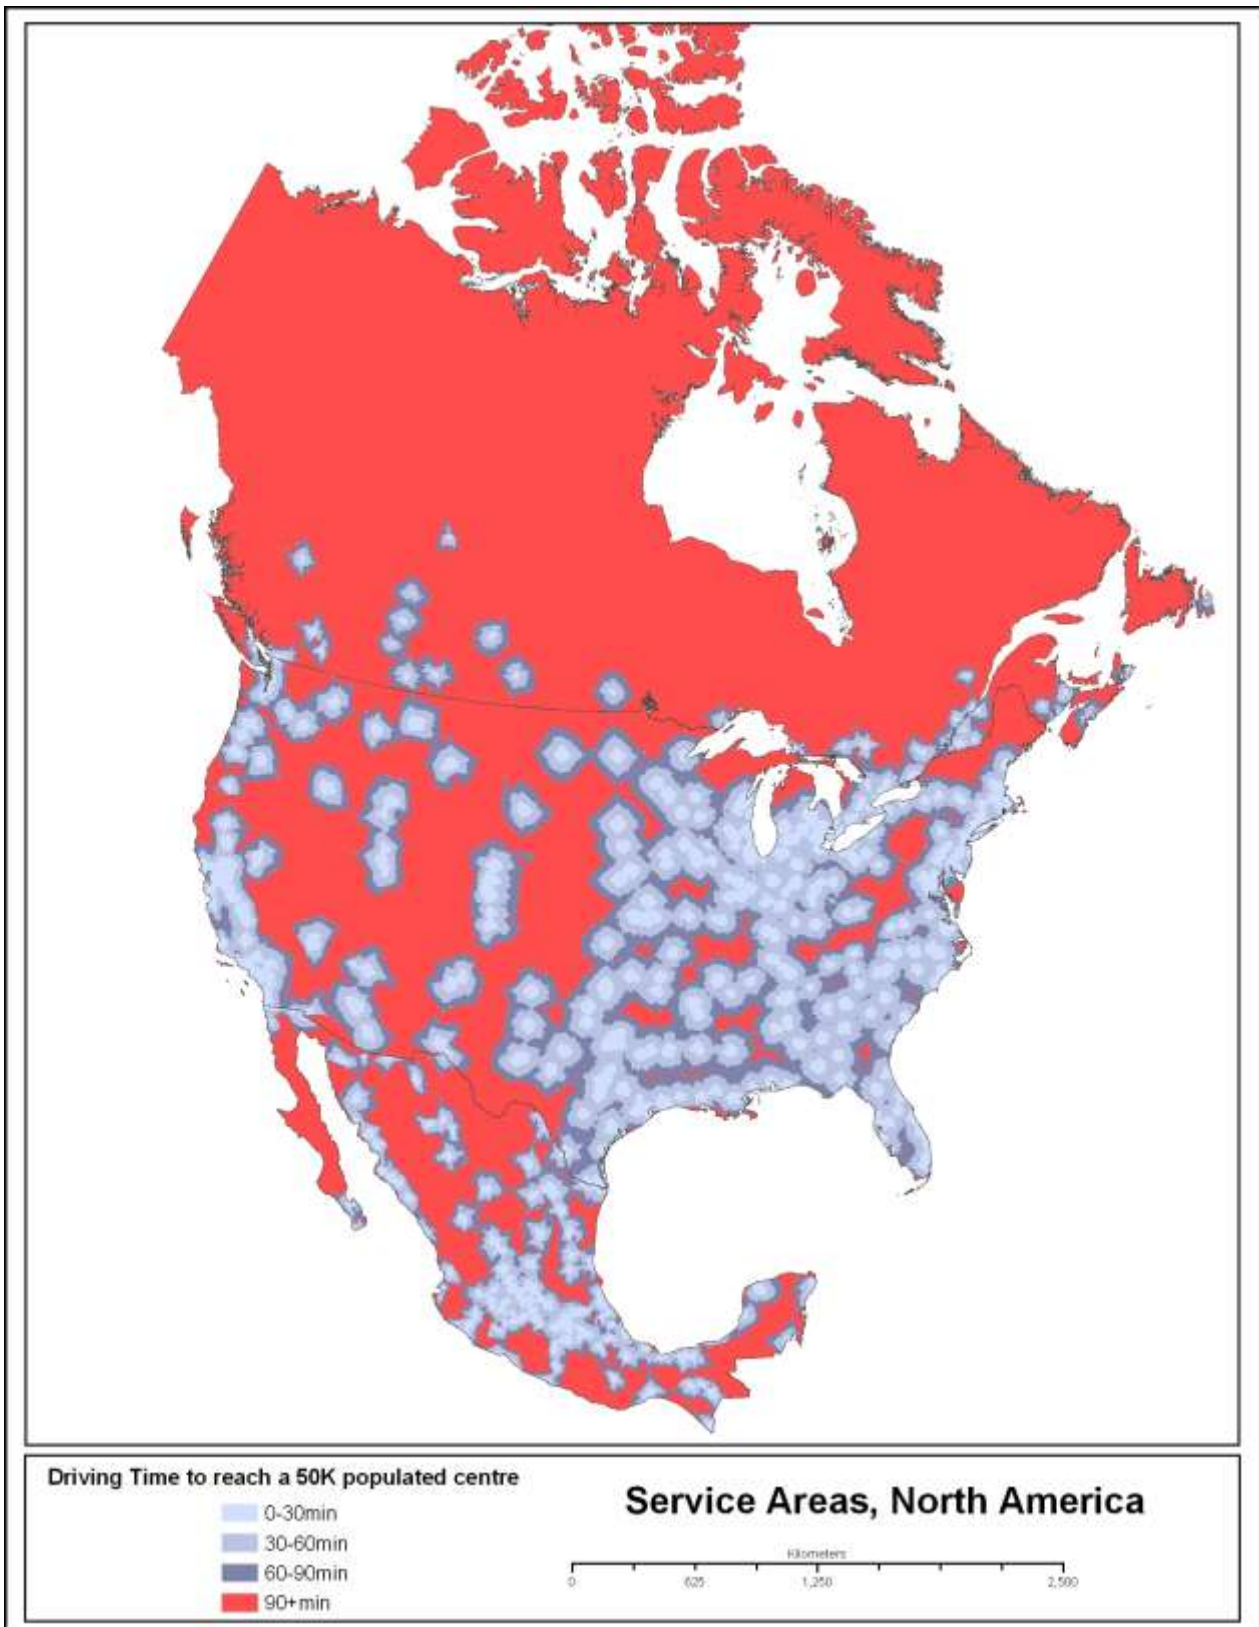 Driving Time to reach a 50K populated centre
0-30min
30-60min
60-90min
90+min
Service Areas, North America
Kilometers
0 625 1,250 2,500